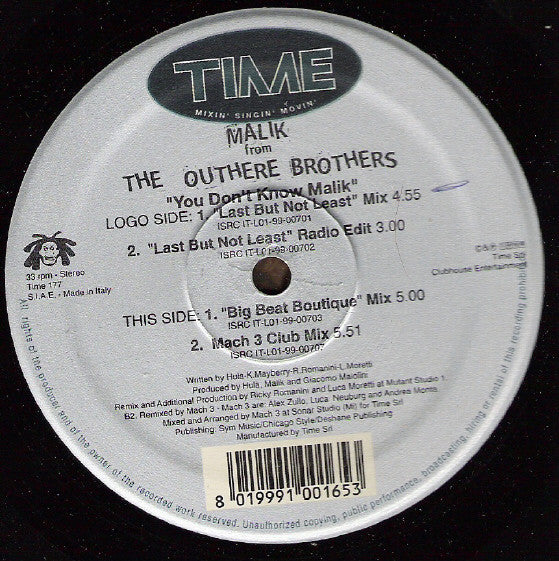 TIME
MIXIN' SINGIN' MOVIN'
MALIK
from
THE OUTHERE BROTHERS
"You Don't Know Malik"
LOGO SIDE: 1. "Last But Not Least" Mix 4.55
ISRC IT-L01-99-00701
2. "Last But Not Least" Radio Edit 3.00
ISRC IT-L01-99-00702
33 rpm - Stereo
Time 177
S.I.A.E. - Made in Italy
Time Srl
Clubhouse Entertainment
THIS SIDE: 1. "Big Beat Boutique" Mix 5.00
ISRC IT-L01-99-00703
2. Mach 3 Club Mix 5.51
ISRC IT-L01-99-00707
Written by Hula-K.Mayberry-R.Romanini-L.Moretti
Produced by Hula, Malik and Giacomo Maiolini
Remix and Additional Production by Ricky Romanini and Luca Moretti at Mutant Studio 1
B2. Remixed by Mach 3 - Mach 3 are: Alex Zullo, Luca, Neuburg and Andrea Monta
Mixed and Arranged by Mach 3 at Sonar Studio (Mi) for Time Srl
Publishing: Sym Music/Chicago Style/Deshane Publishing
Manufactured by Time Srl
8 019991 001653
All rights of the producer and of the owner of the recorded work reserved. Unauthorized copying, public performance, broadcasting, hiring or rental of this recording prohibited